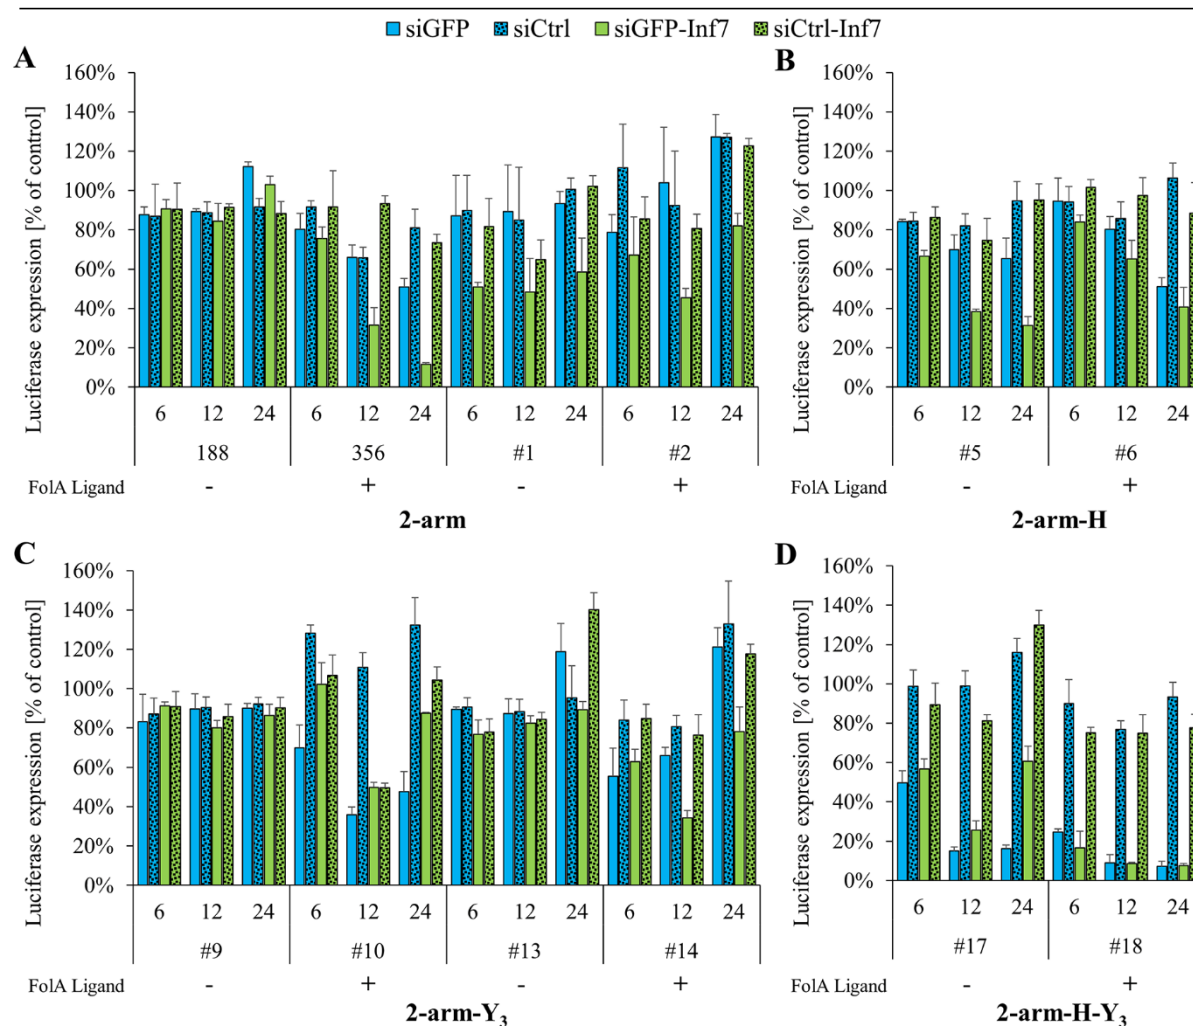 siGFP siCtrl siGFP-Inf7 siCtrl-Inf7
A
Luciferase expression [% of control]
160%
140%
120%
100%
80%
60%
40%
20%
0%
6 12 24 6 12 24 6 12 24 6 12 24
188 356 #1 #2
FolA Ligand - + - +
2-arm
B
Luciferase expression [% of control]
160%
140%
120%
100%
80%
60%
40%
20%
0%
6 12 24 6 12 24
#5 #6
FolA Ligand - +
2-arm-H
C
Luciferase expression [% of control]
160%
140%
120%
100%
80%
60%
40%
20%
0%
6 12 24 6 12 24 6 12 24 6 12 24
#9 #10 #13 #14
FolA Ligand - + - +
2-arm-Y3
D
Luciferase expression [% of control]
160%
140%
120%
100%
80%
60%
40%
20%
0%
6 12 24 6 12 24
#17 #18
FolA Ligand - +
2-arm-H-Y3